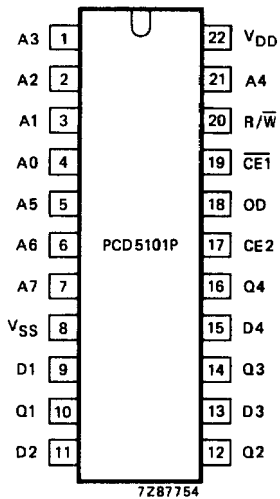 A3 1 22 VDD
A2 2 21 A4
A1 3 20 R/W̅
A0 4 19 C̅E̅1̅
A5 5 18 OD
A6 6 PCD5101P 17 CE2
A7 7 16 Q4
VSS 8 15 D4
D1 9 14 Q3
Q1 10 13 D3
D2 11 12 Q2
7Z87754